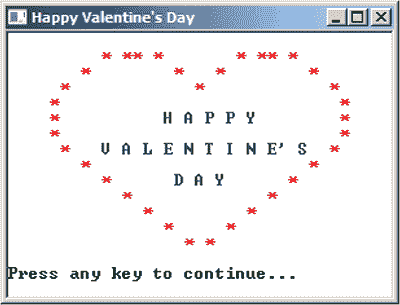 Happy Valentine's Day
H A P P Y
V A L E N T I N E' S
D A Y
Press any key to continue...